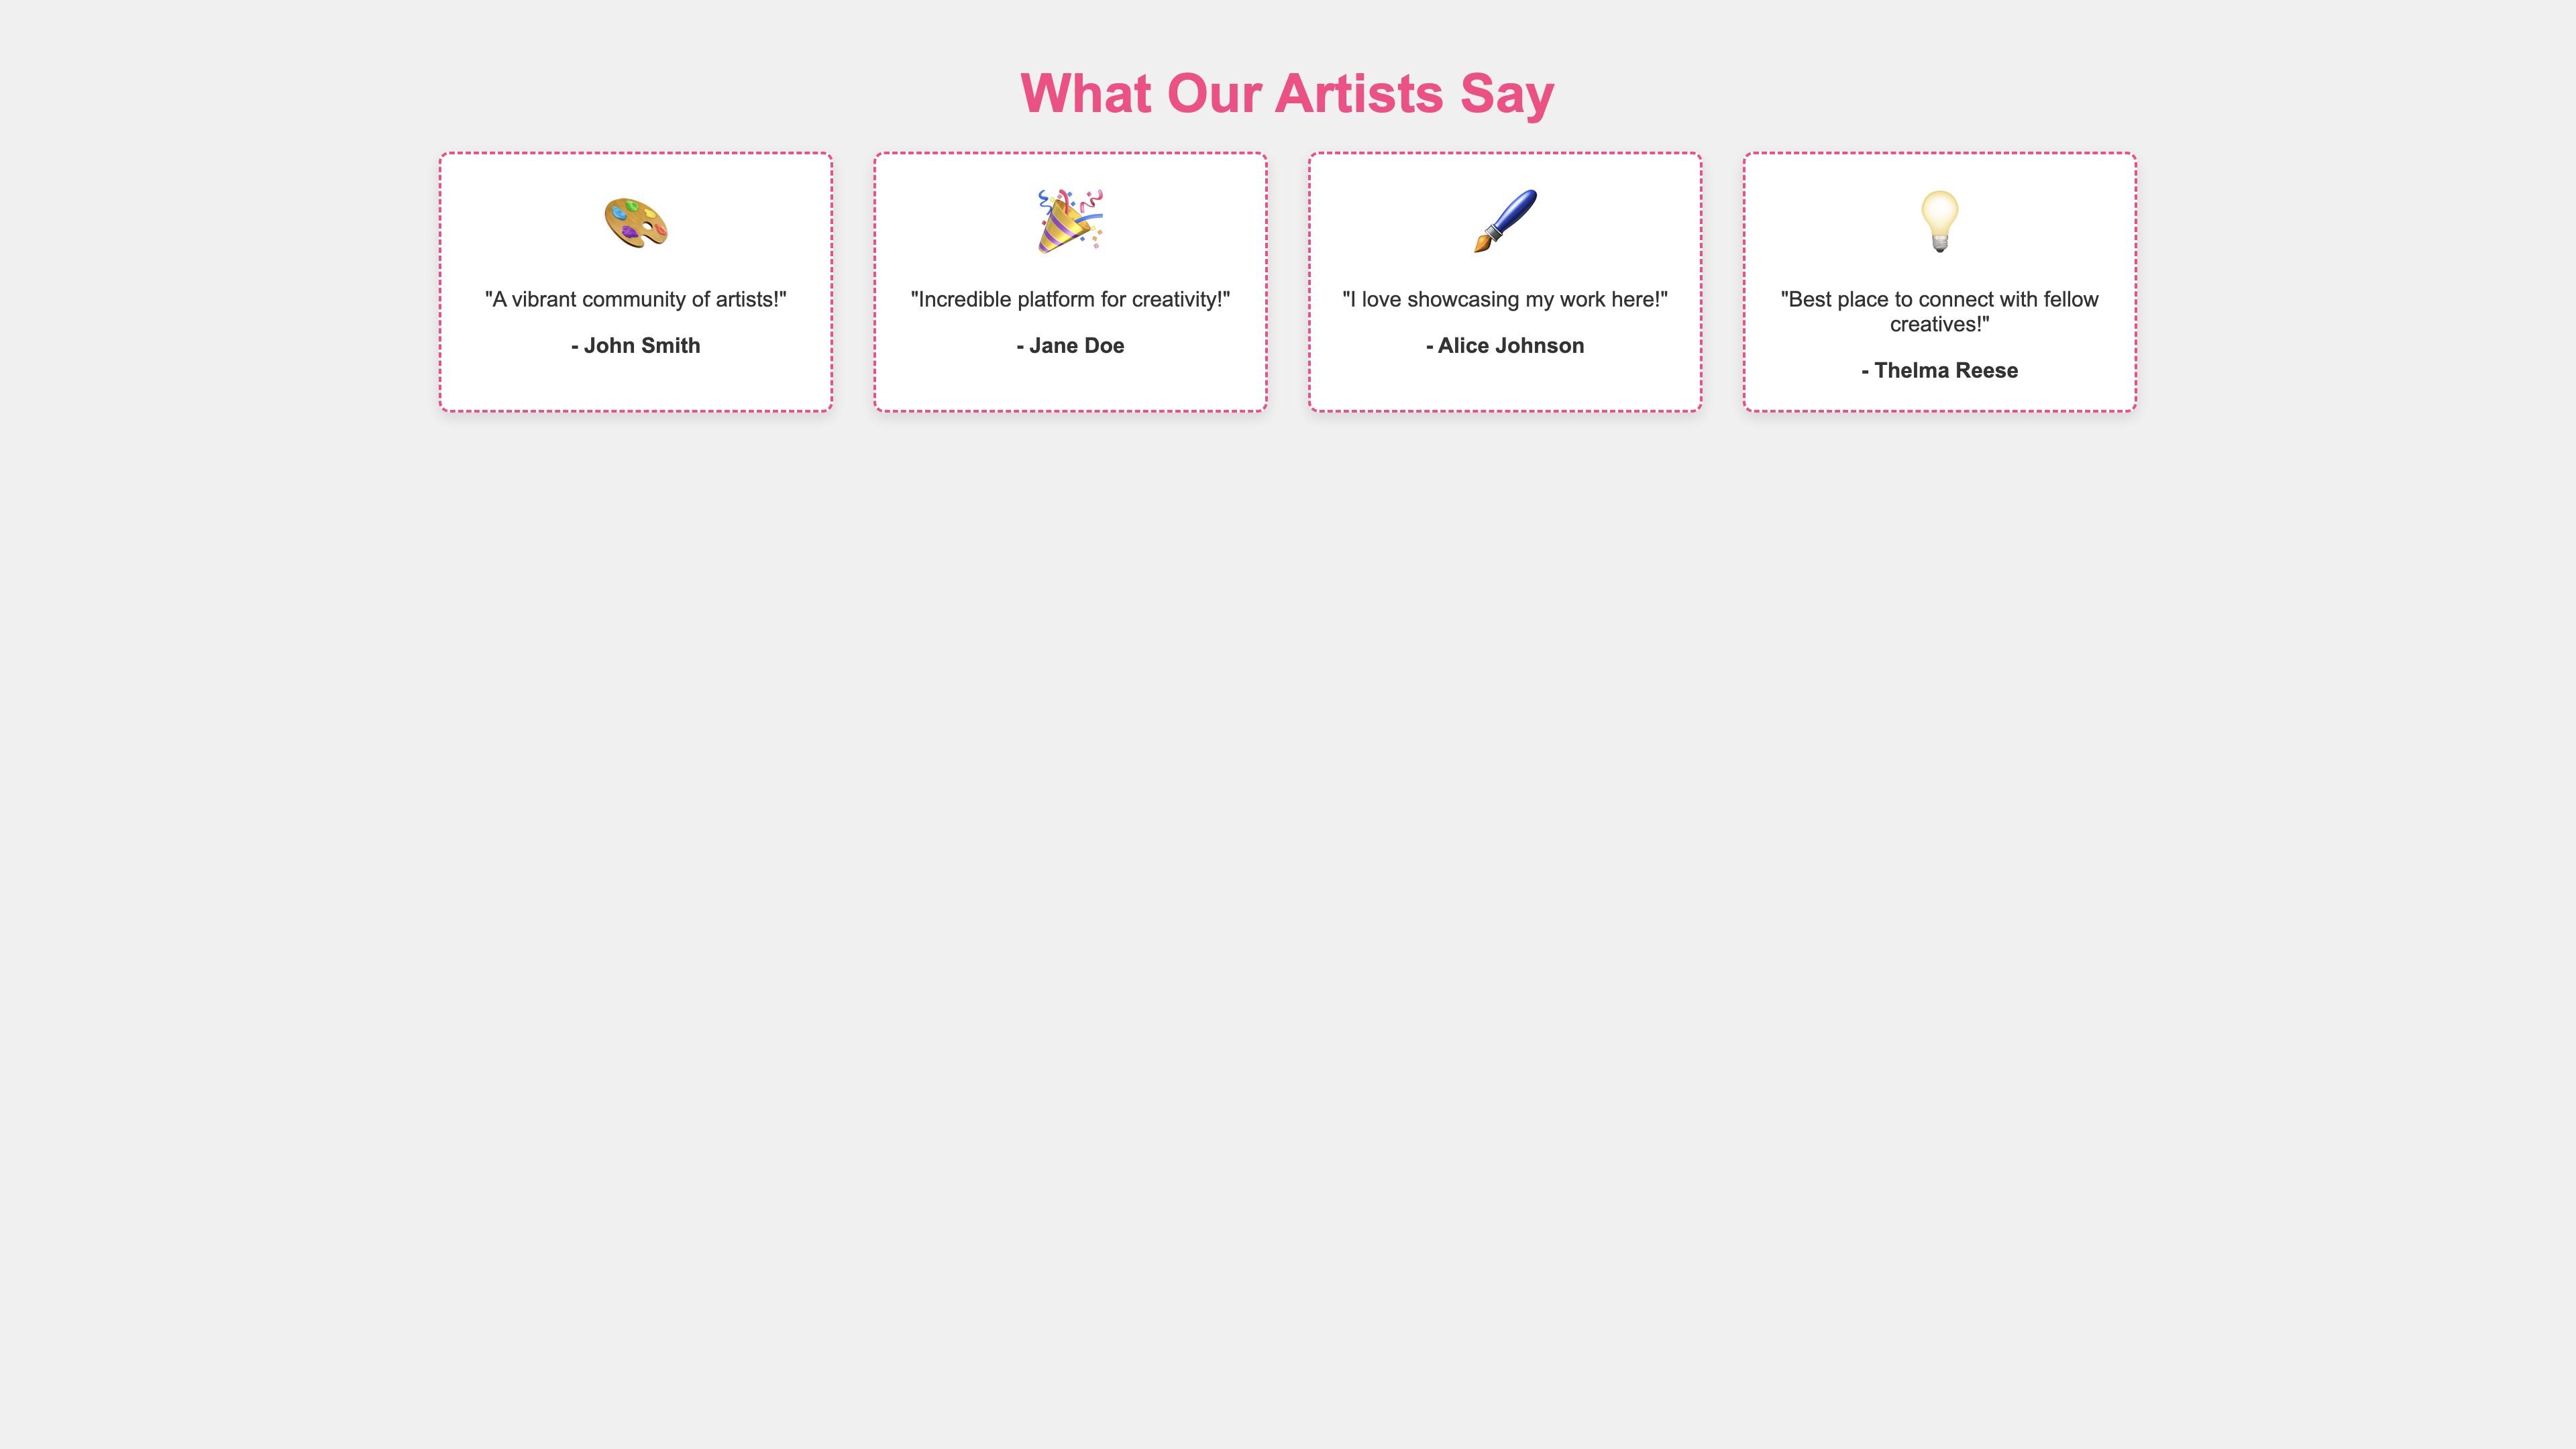 What Our Artists Say
"A vibrant community of artists!"
- John Smith
"Incredible platform for creativity!"
- Jane Doe
"I love showcasing my work here!"
- Alice Johnson
"Best place to connect with fellow
creatives!"
- Thelma Reese